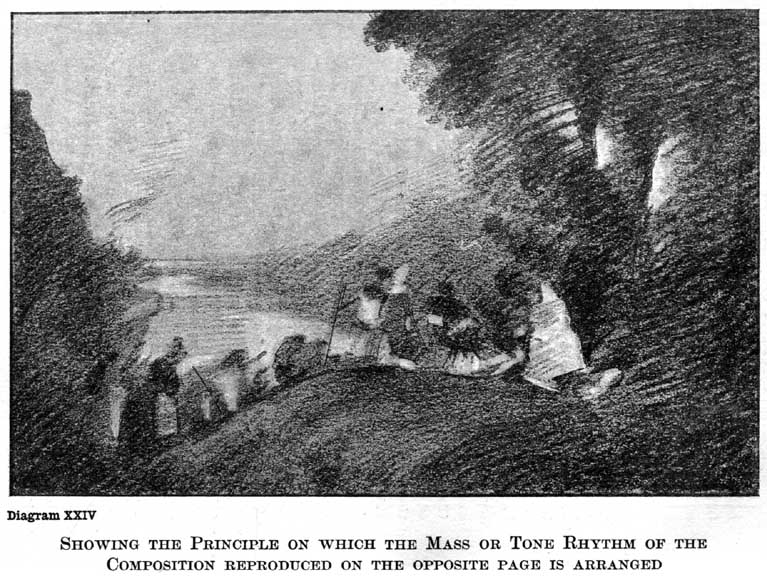 Diagram XXIV
Showing the Principle on which the Mass or Tone Rhythm of the
Composition reproduced on the opposite page is arranged